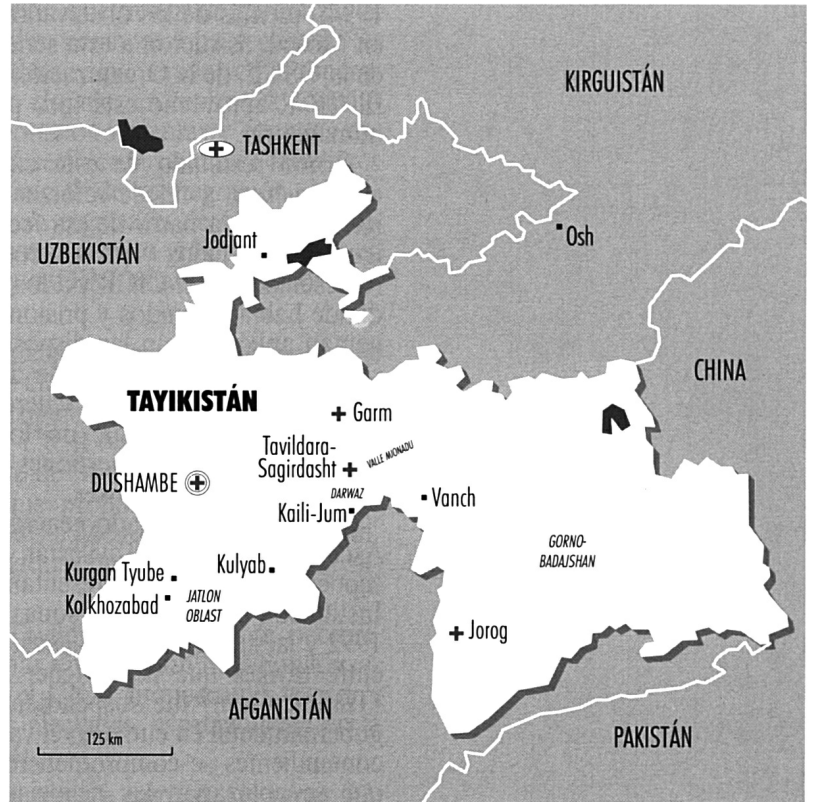 KIRGUISTÁN
TASHKENT
Jodjant
Osh
UZBEKISTÁN
CHINA
TAYIKISTÁN
Garm
Tavildara-
Sagirdasht
VALLE MJONADU
DUSHAMBE
DARWAZ
Vanch
Kaili-Jum
GORNO-
BADAJSHAN
Kurgan Tyube
Kulyab
Kolkhozabad
JATLON
OBLAST
Jorog
AFGANISTÁN
125 km
PAKISTÁN